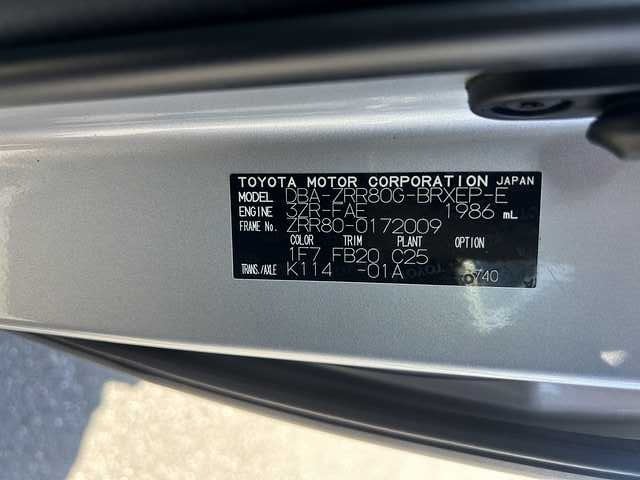 TOYOTA MOTOR CORPORATION JAPAN
MODEL DBA-ZRR80G-BRXEP-E
ENGINE 3ZR-FAE 1986 mL
FRAME No. ZRR80-0172009
COLOR TRIM PLANT OPTION
1F7 FB20 C25
TRANS./AXLE K114 -01A
740